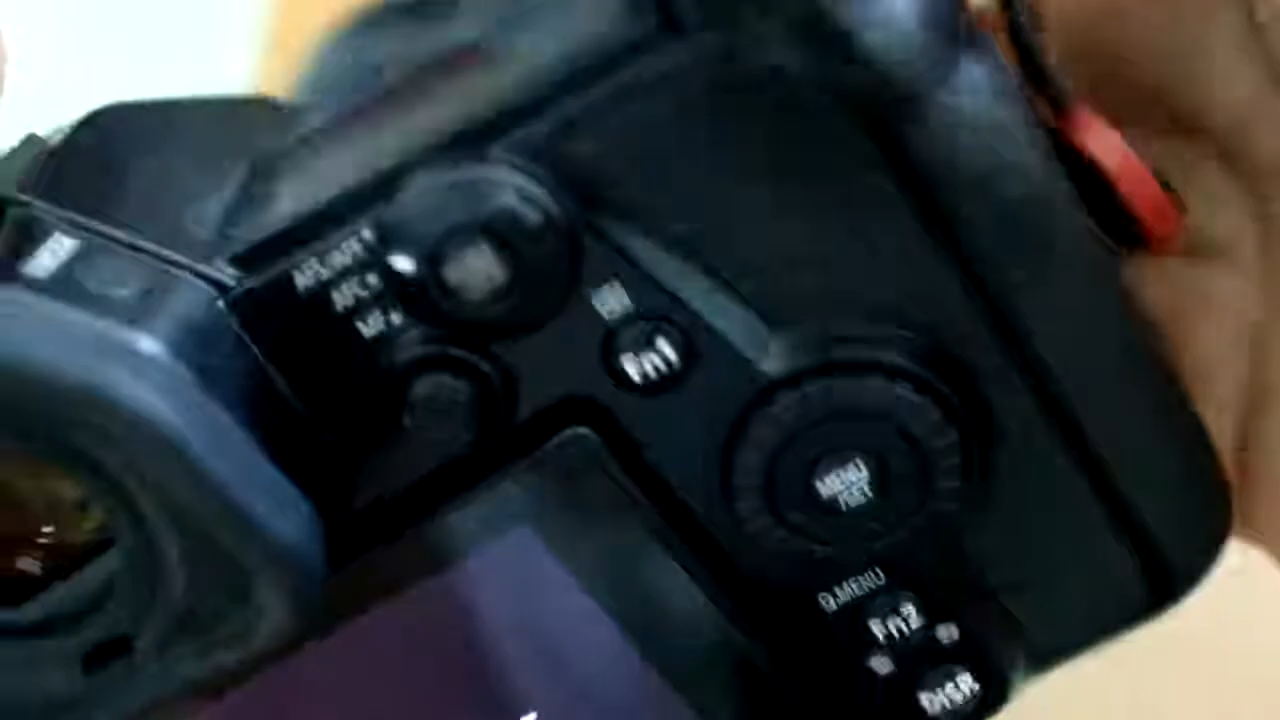 AFS/AFF
AFC
MF
Fn1
MENU
/SET
Q.MENU
Fn2
DISP.